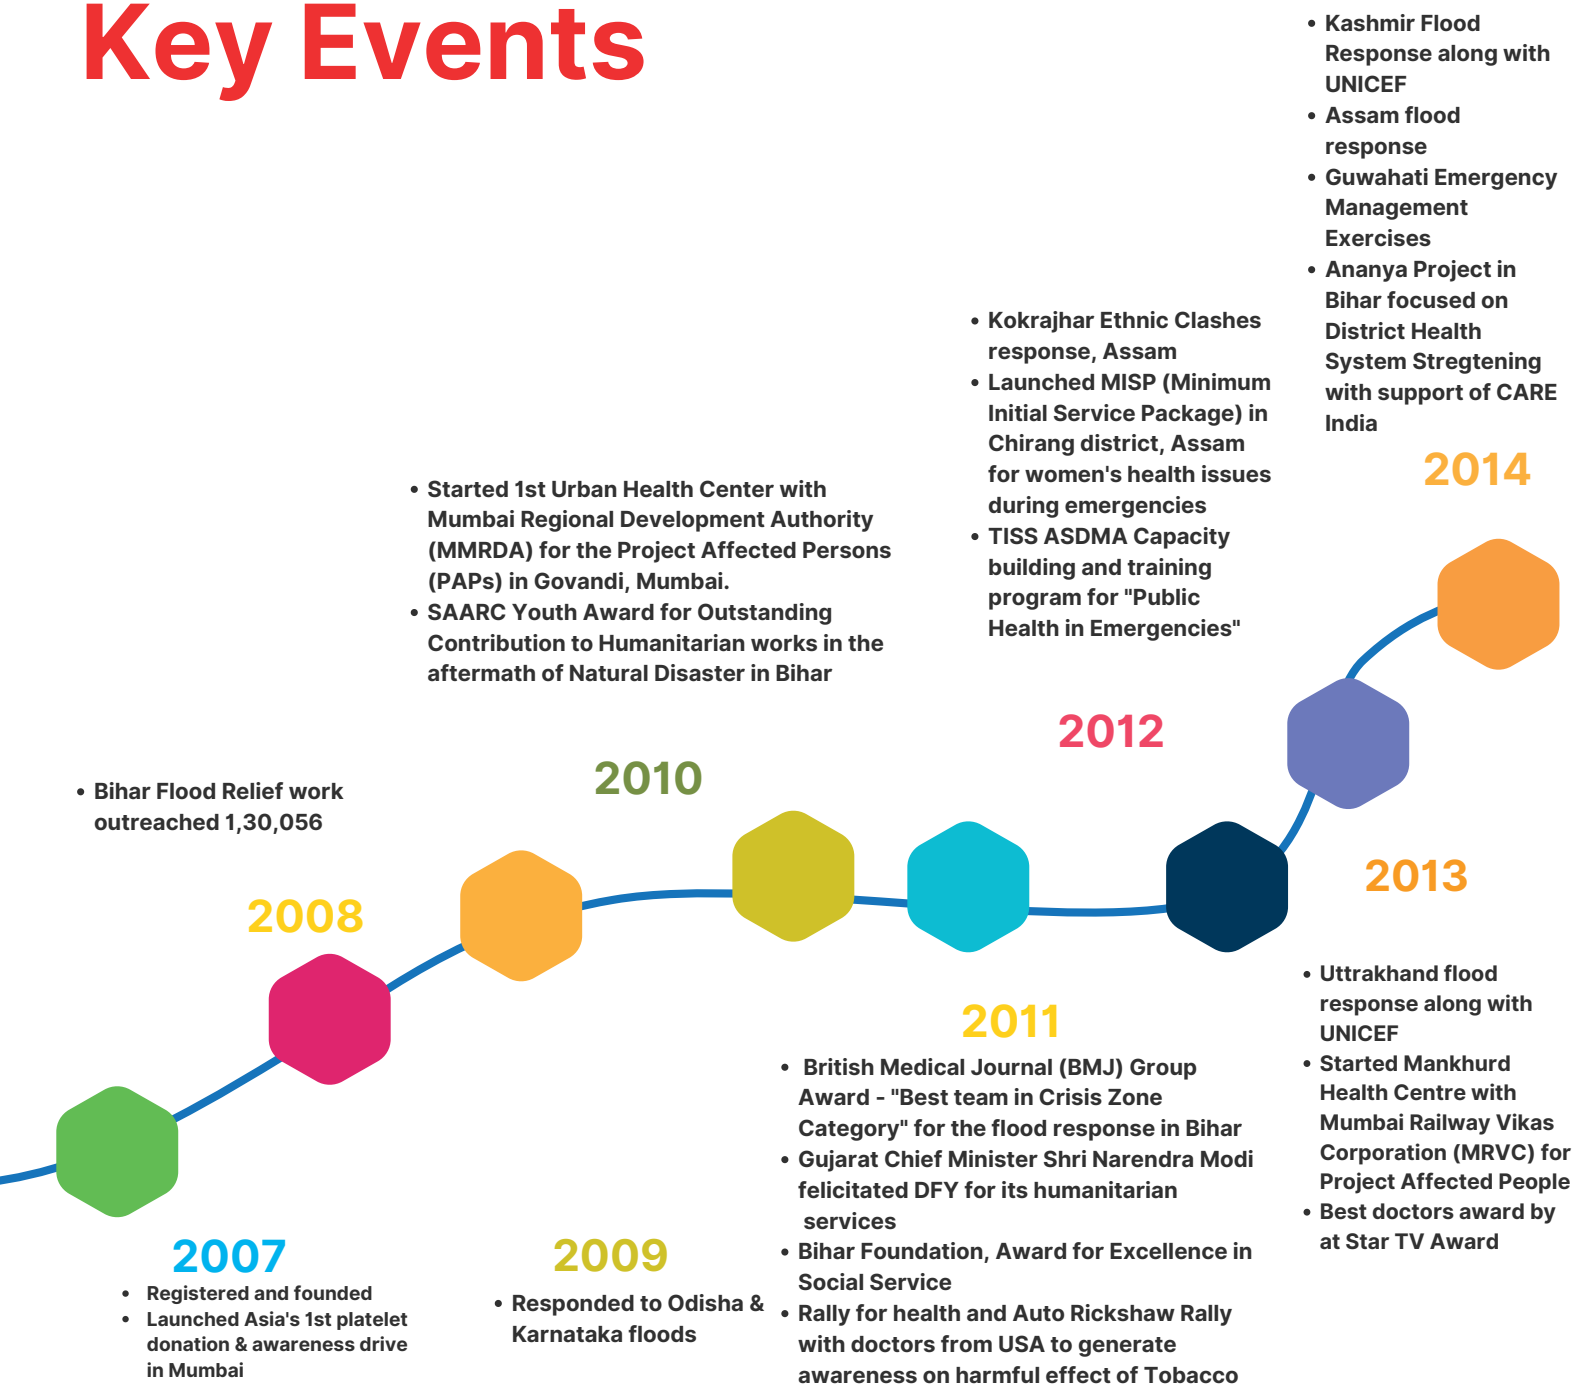 Key Events
• Registered and founded
• Launched Asia's 1st platelet
donation & awareness drive
in Mumbai
2007
• Bihar Flood Relief work
outreached 1,30,056
2008
2009
• Responded to Odisha &
Karnataka floods
• Started 1st Urban Health Center with
Mumbai Regional Development Authority
(MMRDA) for the Project Affected Persons
(PAPs) in Govandi, Mumbai.
• SAARC Youth Award for Outstanding
Contribution to Humanitarian works in the
aftermath of Natural Disaster in Bihar
2010
2011
• British Medical Journal (BMJ) Group
Award - "Best team in Crisis Zone
Category" for the flood response in Bihar
• Gujarat Chief Minister Shri Narendra Modi
felicitated DFY for its humanitarian
services
• Bihar Foundation, Award for Excellence in
Social Service
• Rally for health and Auto Rickshaw Rally
with doctors from USA to generate
awareness on harmful effect of Tobacco
• Kokrajhar Ethnic Clashes
response, Assam
• Launched MISP (Minimum
Initial Service Package) in
Chirang district, Assam
for women's health issues
during emergencies
• TISS ASDMA Capacity
building and training
program for "Public
Health in Emergencies"
2012
2013
• Uttrakhand flood
response along with
UNICEF
• Started Mankhurd
Health Centre with
Mumbai Railway Vikas
Corporation (MRVC) for
Project Affected People
• Best doctors award by
at Star TV Award
• Kashmir Flood
Response along with
UNICEF
• Assam flood
response
• Guwahati Emergency
Management
Exercises
• Ananya Project in
Bihar focused on
District Health
System Stregtening
with support of CARE
India
2014